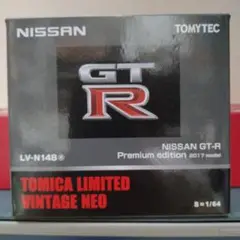 NISSAN TOMYTEC
GT
R
NISSAN GT-R
LV-N148 Premium edition 2017 model
TOMICA LIMITED
VINTAGE NEO S=1/64